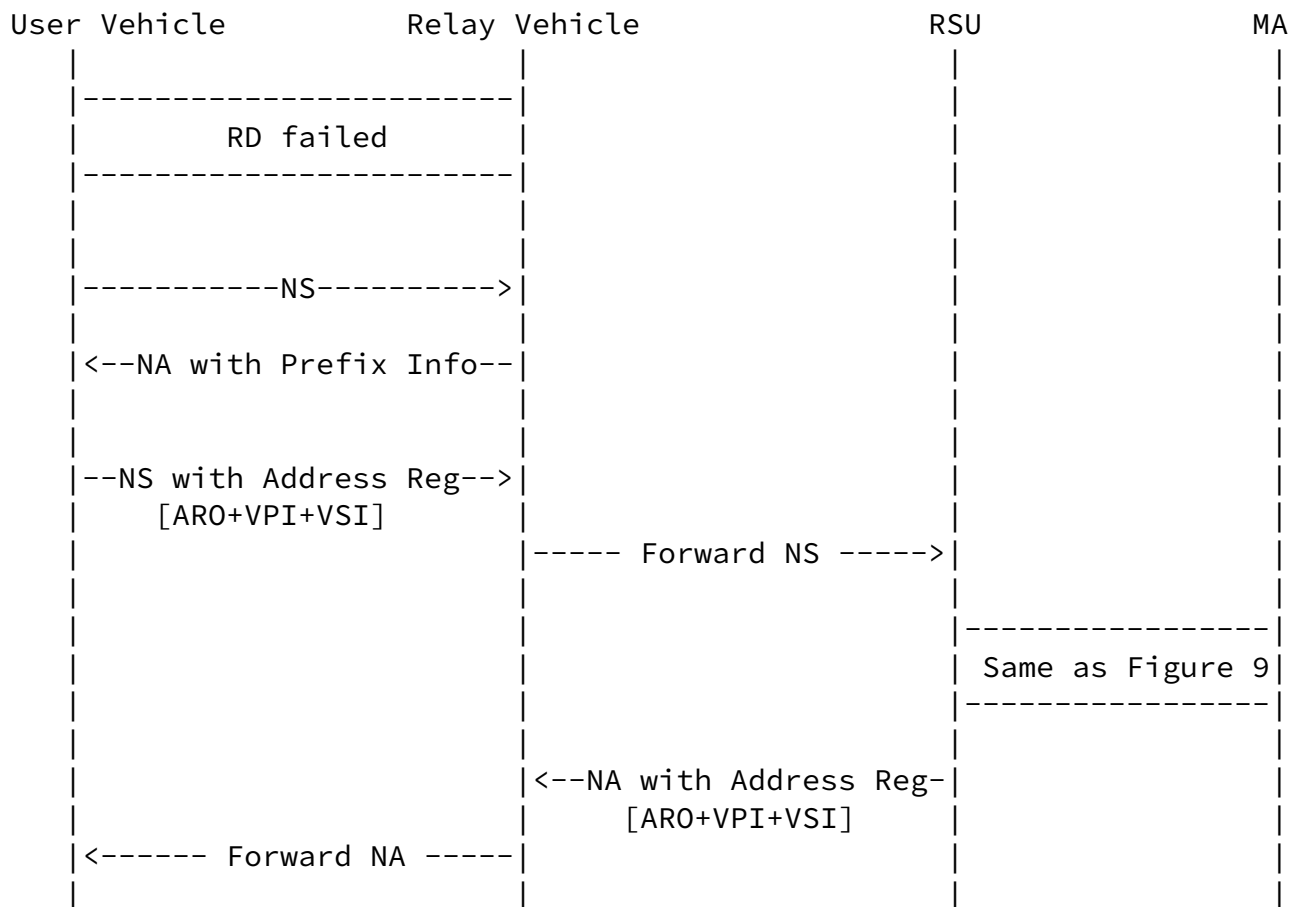 User Vehicle Relay Vehicle RSU MA
RD failed
NS
NA with Prefix Info
NS with Address Reg
[ARO+VPI+VSI]
Forward NS
Same as Figure 9
NA with Address Reg
[ARO+VPI+VSI]
Forward NA